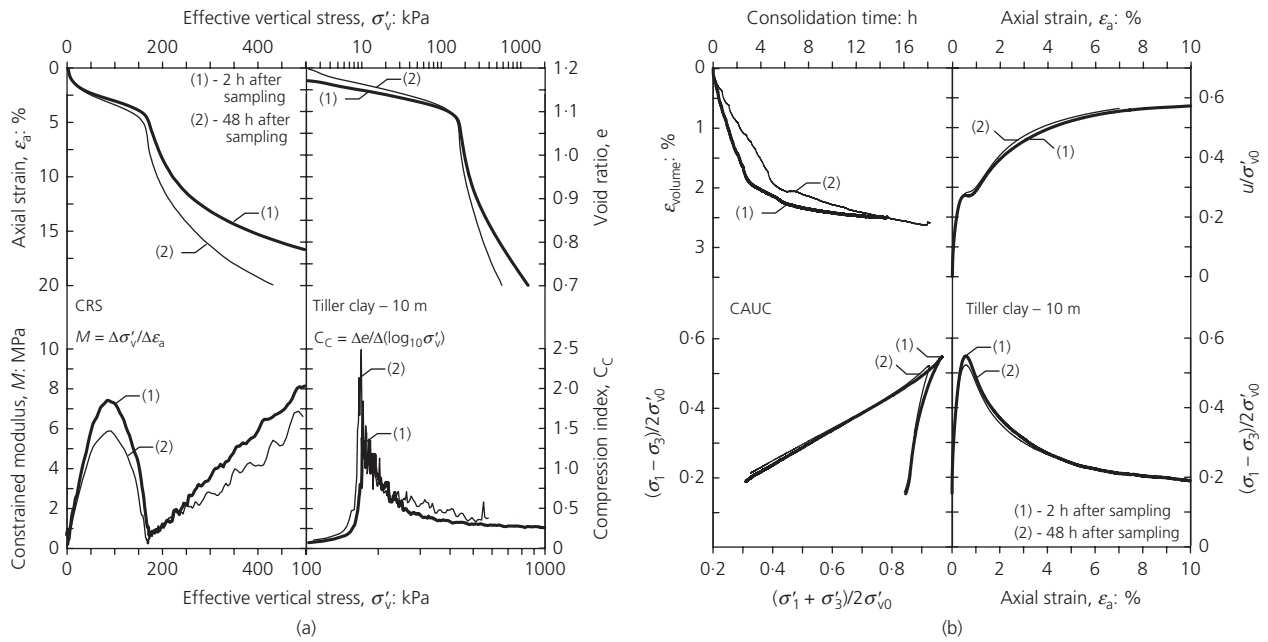 Effective vertical stress, σ′v: kPa
0 200 400 10 100 1000
0 1·2
5 1·1
10 1·0
15 0·9
20 0·8
0·7
Axial strain, εa: %
Void ratio, e
(1) - 2 h after
sampling
(2) - 48 h after
sampling
(1)
(2)
(2)
(1)
CRS
Tiller clay – 10 m
M = Δσ′v/Δεa
CC = Δe/Δ(log10σ′v)
Constrained modulus, M: MPa
10
8
6
4
2
0
(1)
(2)
(2)
(1)
2·5
2·0
1·5
1·0
0·5
0
Compression index, CC
0 200 400 100 1000
Effective vertical stress, σ′v: kPa
(a)
Consolidation time: h
0 4 8 12 16
Axial strain, εa: %
0 2 4 6 8 10
0
1
2
3
εvolume: %
(2)
(1)
(2)
(1)
0·6
0·4
0·2
0
u/σ′v0
CAUC
Tiller clay – 10 m
0·6
0·4
0·2
(σ1 – σ3)/2σ′v0
(1)
(2)
(1)
(2)
0·6
0·4
0·2
0
(σ1 – σ3)/2σ′v0
(1) - 2 h after sampling
(2) - 48 h after sampling
0·2 0·4 0·6 0·8 1·0
0 2 4 6 8 10
(σ′1 + σ′3)/2σ′v0
Axial strain, εa: %
(b)